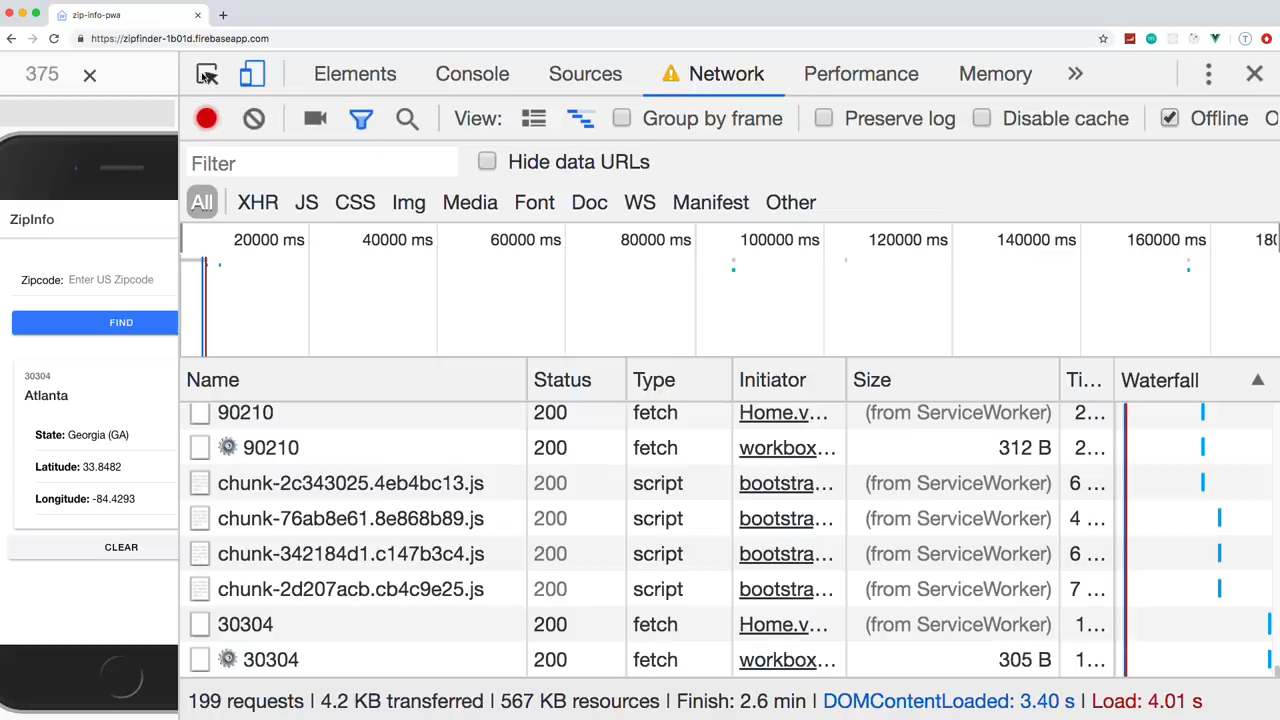 zip-info-pwa
https://zipfinder-1b01d.firebaseapp.com
375
Elements Console Sources Network Performance Memory
View: Group by frame Preserve log Disable cache Offline
Filter
Hide data URLs
All XHR JS CSS Img Media Font Doc WS Manifest Other
20000 ms 40000 ms 60000 ms 80000 ms 100000 ms 120000 ms 140000 ms 160000 ms
ZipInfo
Zipcode: Enter US Zipcode
FIND
30304
Atlanta
State: Georgia (GA)
Latitude: 33.8482
Longitude: -84.4293
CLEAR
Name Status Type Initiator Size Ti... Waterfall
90210 200 fetch Home.v... (from ServiceWorker) 2...
90210 200 fetch workbox... 312 B 2...
chunk-2c343025.4eb4bc13.js 200 script bootstra... (from ServiceWorker) 6 ...
chunk-76ab8e61.8e868b89.js 200 script bootstra... (from ServiceWorker) 4 ...
chunk-342184d1.c147b3c4.js 200 script bootstra... (from ServiceWorker) 6 ...
chunk-2d207acb.cb4c9e25.js 200 script bootstra... (from ServiceWorker) 7 ...
30304 200 fetch Home.v... (from ServiceWorker) 1...
30304 200 fetch workbox... 305 B 1...
199 requests | 4.2 KB transferred | 567 KB resources | Finish: 2.6 min | DOMContentLoaded: 3.40 s | Load: 4.01 s